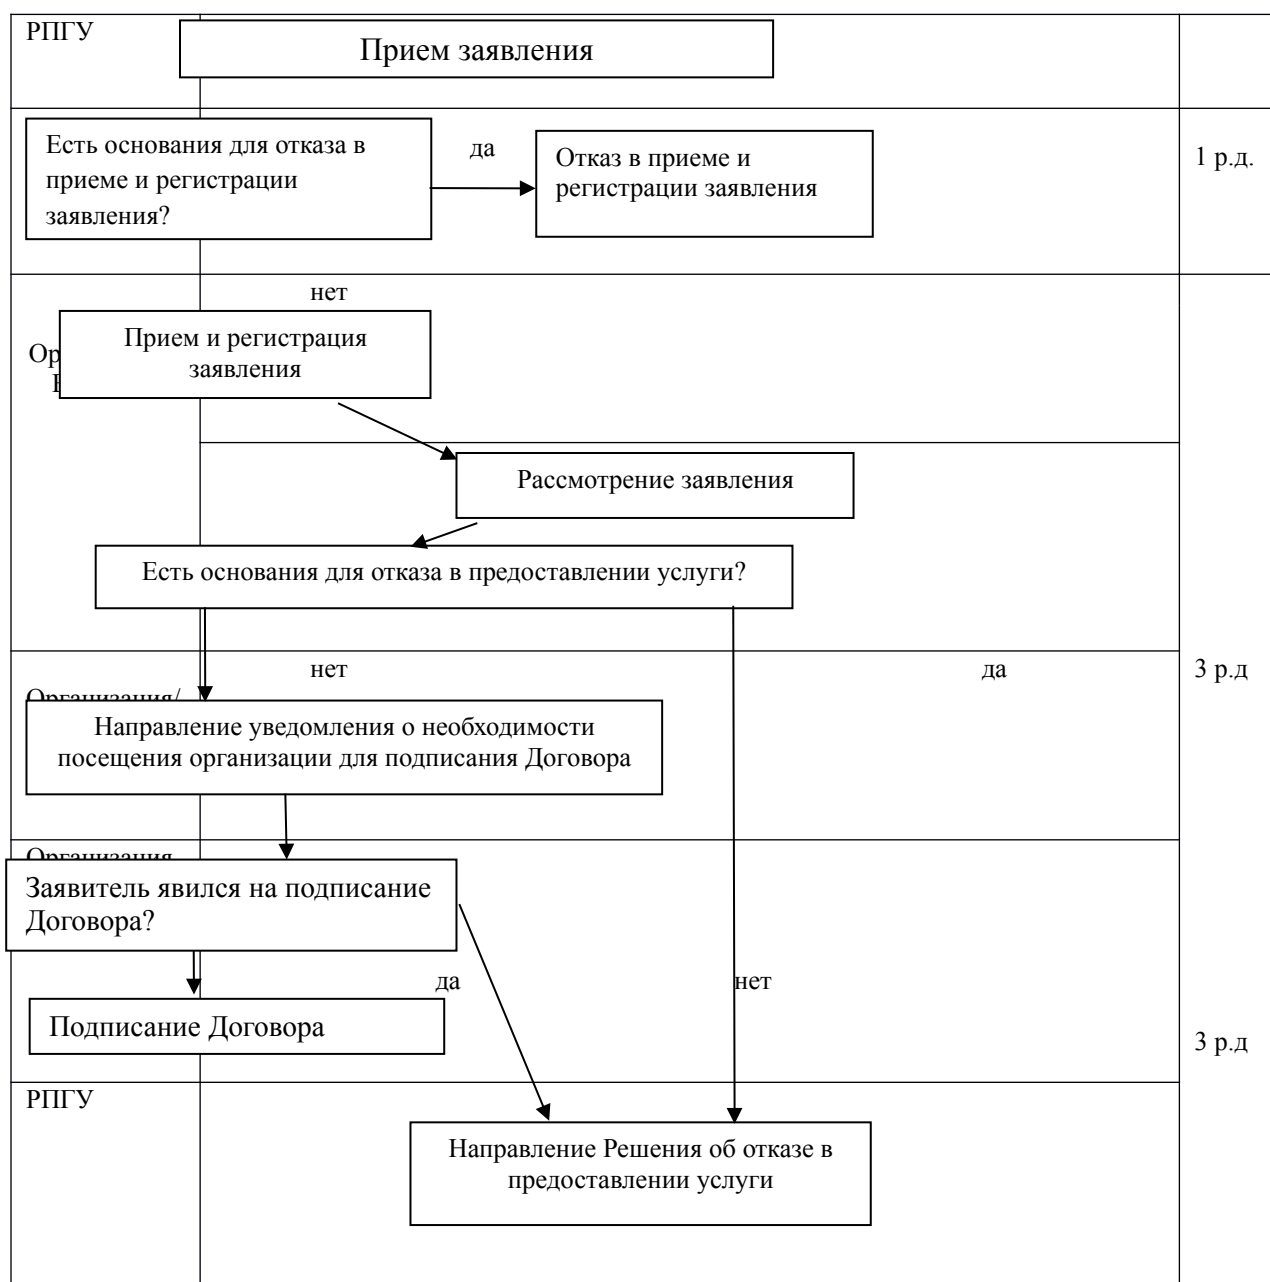 РПГУ
Прием заявления
Есть основания для отказа в
приеме и регистрации
заявления?
да
Отказ в приеме и
регистрации заявления
1 р.д.
нет
Прием и регистрация
заявления
Рассмотрение заявления
Есть основания для отказа в предоставлении услуги?
нет
да
3 р.д
Организация/
Направление уведомления о необходимости
посещения организации для подписания Договора
Организация
Заявитель явился на подписание
Договора?
да
нет
Подписание Договора
3 р.д
РПГУ
Направление Решения об отказе в
предоставлении услуги